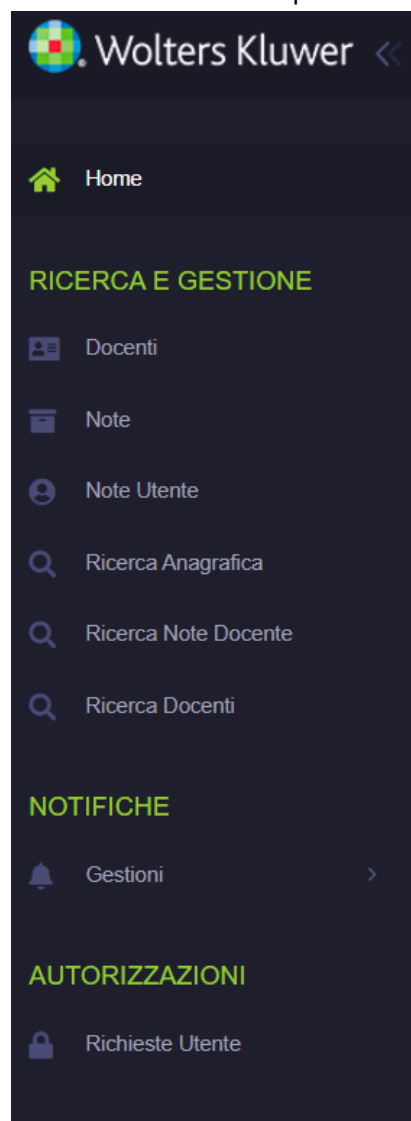 Wolters Kluwer
Home
RICERCA E GESTIONE
Docenti
Note
Note Utente
Ricerca Anagrafica
Ricerca Note Docente
Ricerca Docenti
NOTIFICHE
Gestioni
AUTORIZZAZIONI
Richieste Utente